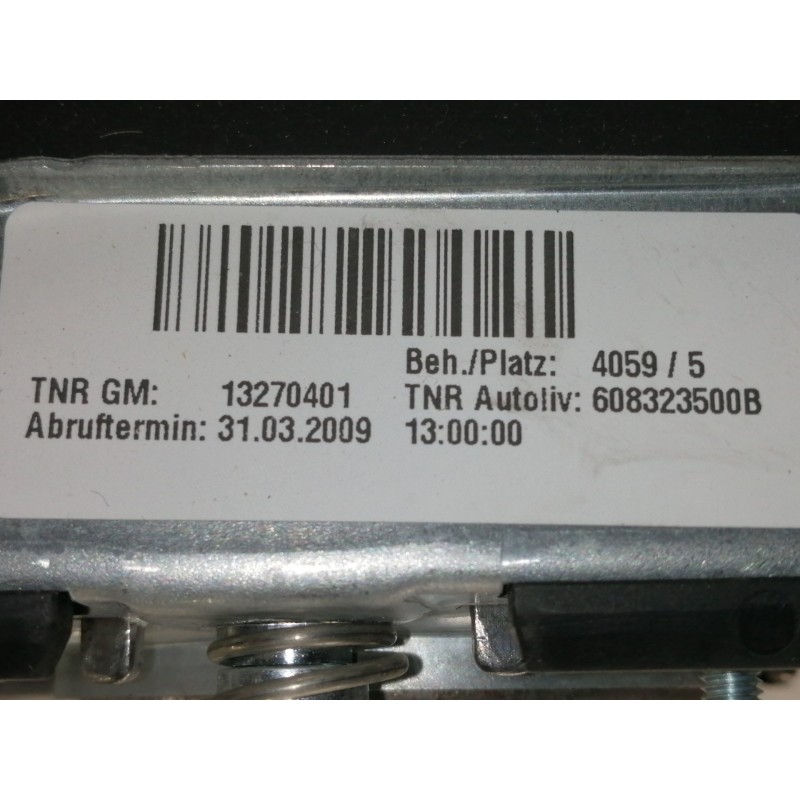 Beh./Platz: 4059 / 5
TNR GM: 13270401 TNR Autoliv: 608323500B
Abruftermin: 31.03.2009 13:00:00